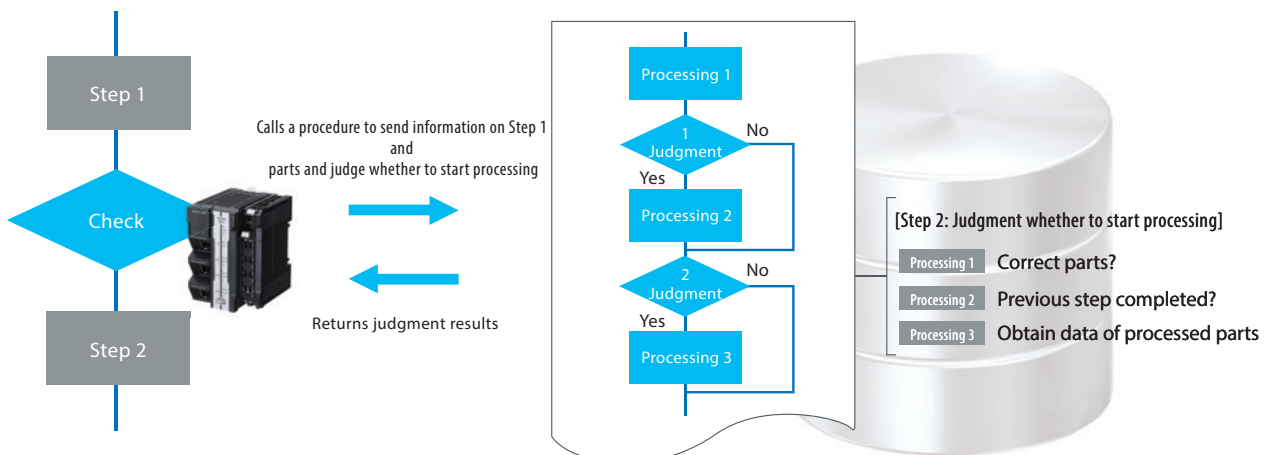 Step 1
Check
Step 2
Calls a procedure to send information on Step 1
and
parts and judge whether to start processing
Returns judgment results
Processing 1
1
Judgment
No
Yes
Processing 2
2
Judgment
No
Yes
Processing 3
[Step 2: Judgment whether to start processing]
Processing 1 Correct parts?
Processing 2 Previous step completed?
Processing 3 Obtain data of processed parts